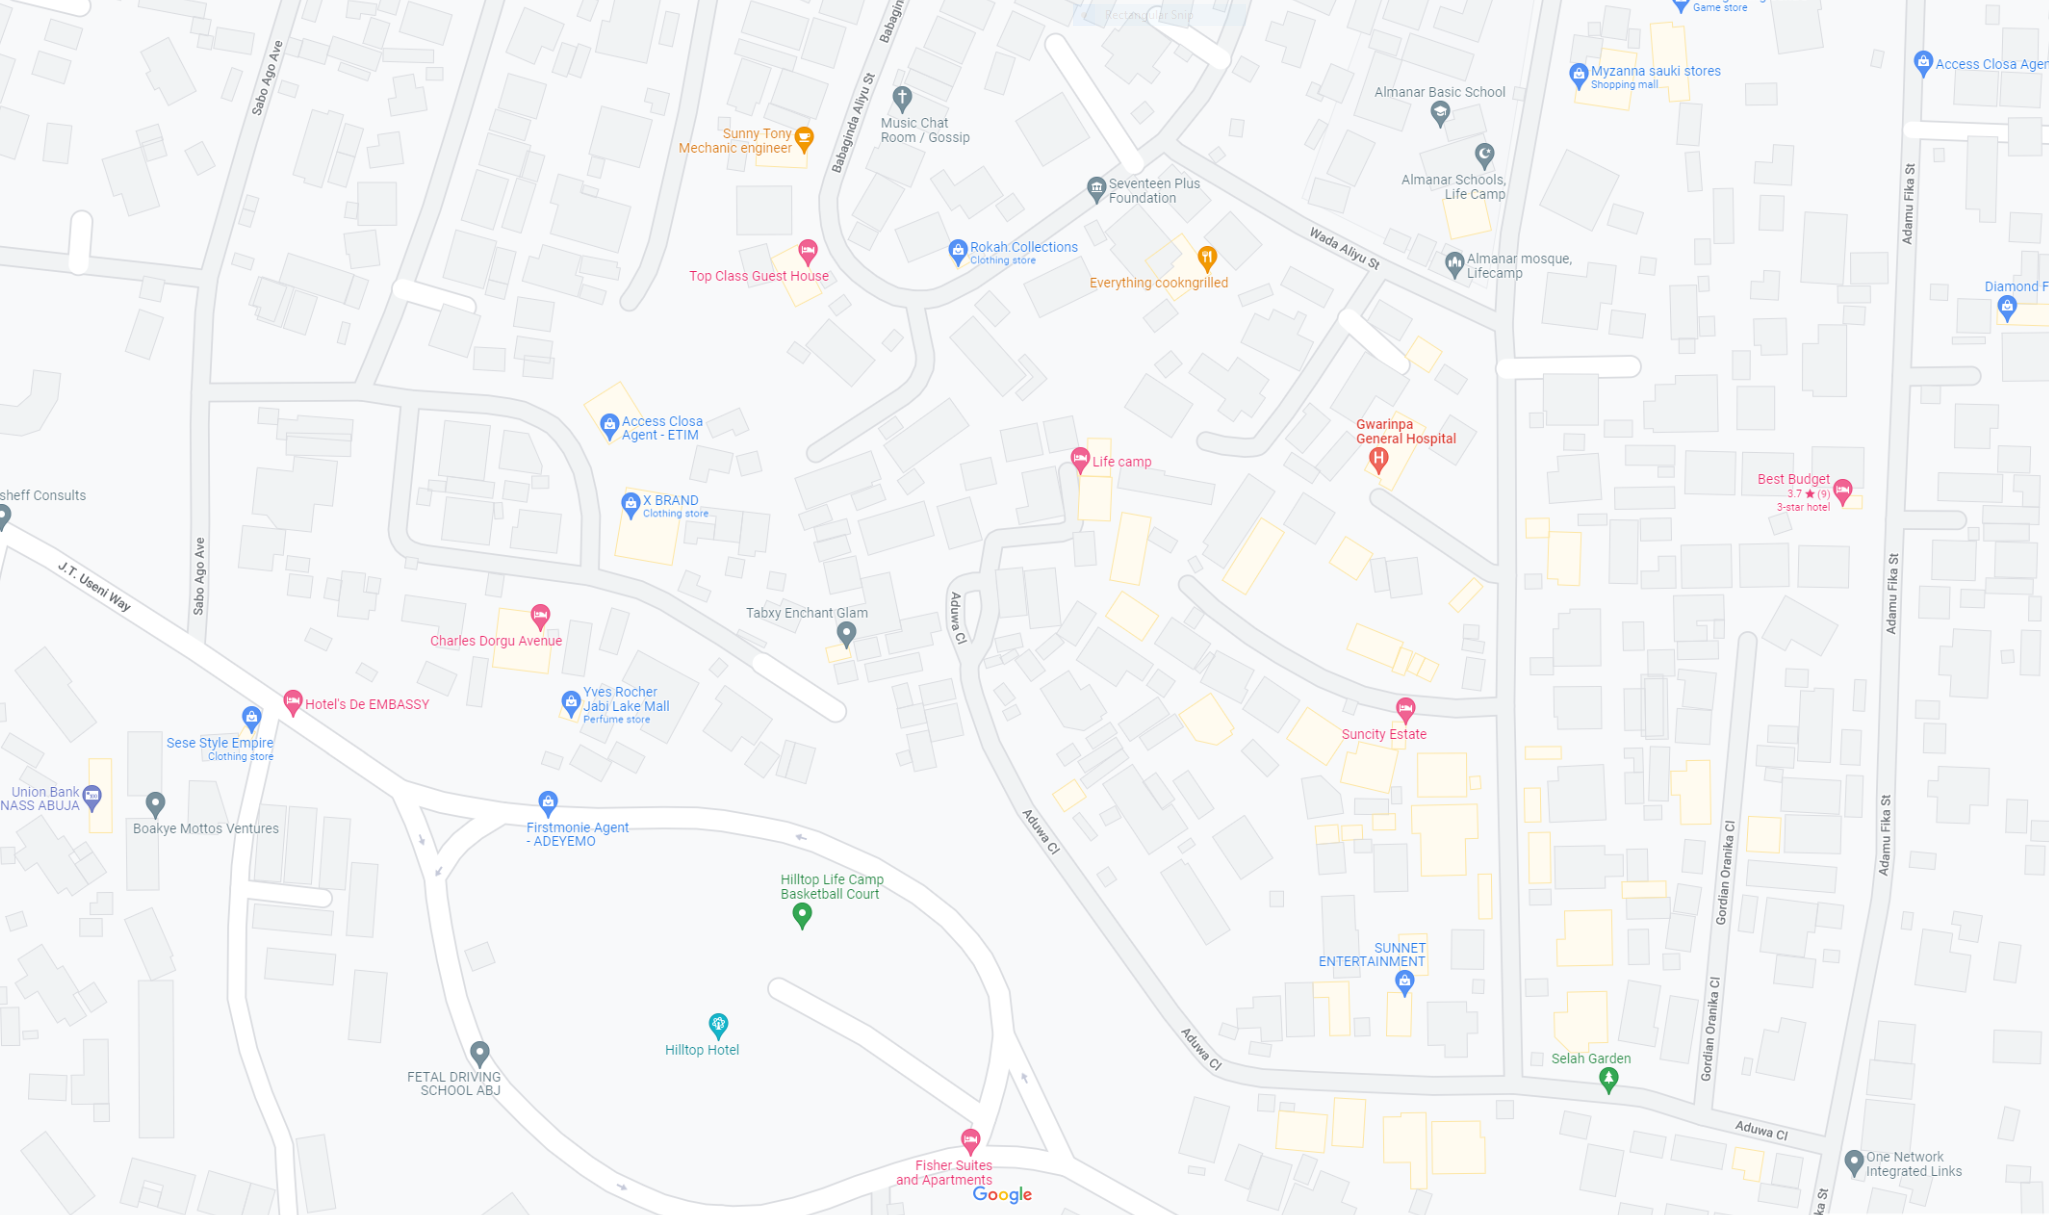 Rectangular Snip
Game store
Babagin
Sabo Ago Ave
Babaginda Aliyu St
Music Chat
Room / Gossip
Sunny Tony
Mechanic engineer
Almanar Basic School
Myzanna sauki stores
Shopping mall
Access Closa Agen
Seventeen Plus
Foundation
Almanar Schools,
Life Camp
Adamu Fika St
Wada Aliyu St
Rokah Collections
Clothing store
Top Class Guest House
Everything cookngrilled
Almanar mosque,
Lifecamp
Diamond F
Access Closa
Agent - ETIM
Gwarinpa
General Hospital
Life camp
Best Budget
3.7 ★ (9)
3-star hotel
sheff Consults
X BRAND
Clothing store
J.T. Useni Way
Sabo Ago Ave
Adamu Fika St
Charles Dorgu Avenue
Tabxy Enchant Glam
Aduwa Cl
Hotel's De EMBASSY
Yves Rocher
Jabi Lake Mall
Perfume store
Suncity Estate
Sese Style Empire
Clothing store
Union Bank
NASS ABUJA
Boakye Mottos Ventures
Firstmonie Agent
- ADEYEMO
Aduwa Cl
Adamu Fika St
Gordian Oranika Cl
Hilltop Life Camp
Basketball Court
SUNNET
ENTERTAINMENT
Hilltop Hotel
FETAL DRIVING
SCHOOL ABJ
Aduwa Cl
Selah Garden
Gordian Oranika Cl
Aduwa Cl
Fisher Suites
and Apartments
One Network
Integrated Links
Google
ika St